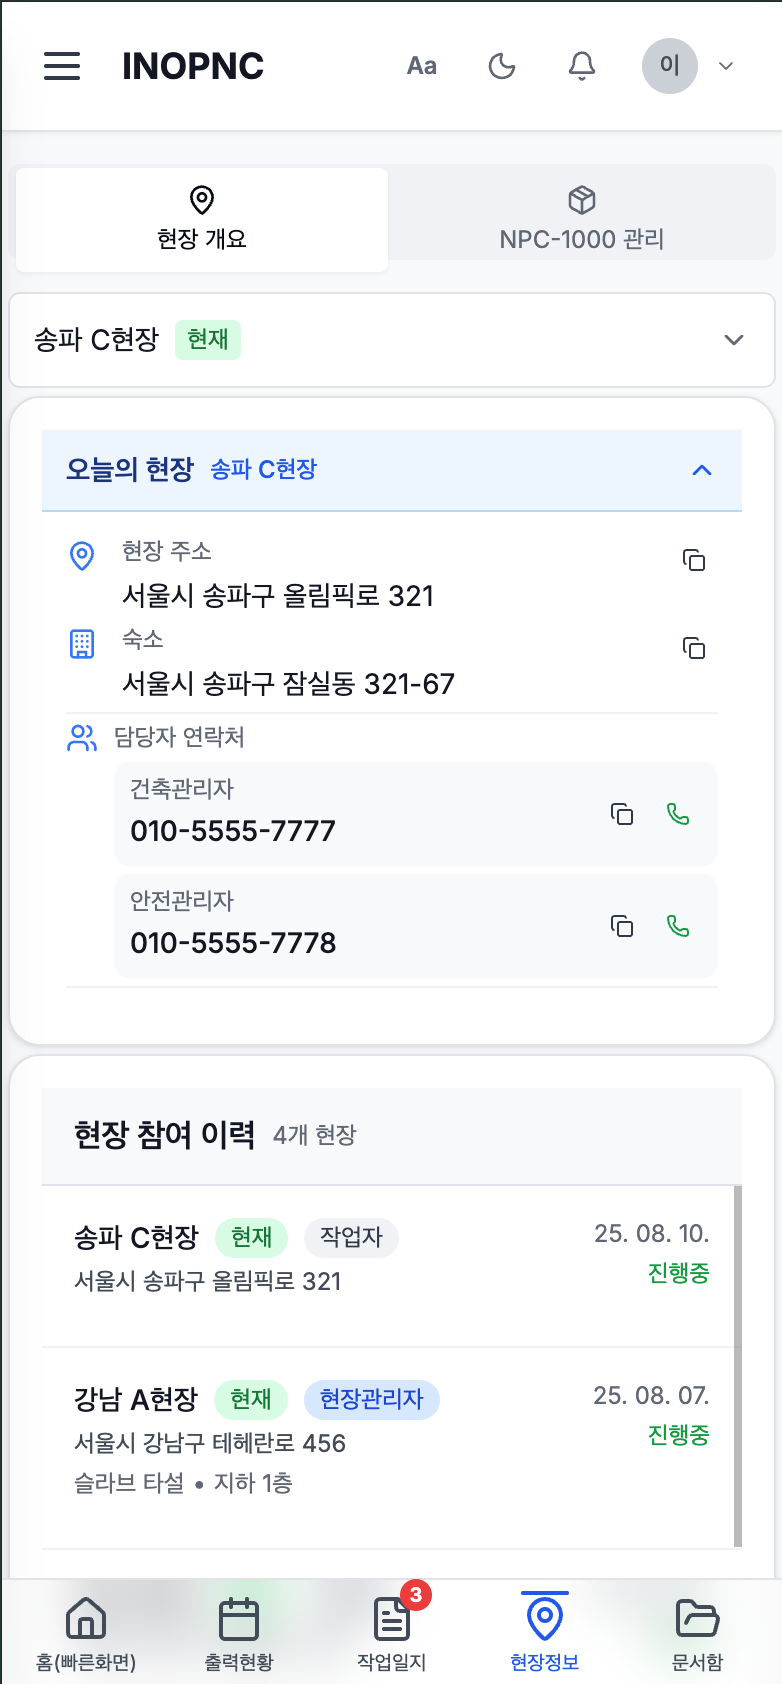 INOPNC
Aa
이
현장 개요
NPC-1000 관리
송파 C현장 현재
오늘의 현장 송파 C현장
현장 주소
서울시 송파구 올림픽로 321
숙소
서울시 송파구 잠실동 321-67
담당자 연락처
건축관리자
010-5555-7777
안전관리자
010-5555-7778
현장 참여 이력 4개 현장
송파 C현장 현재 작업자 25. 08. 10.
서울시 송파구 올림픽로 321 진행중
강남 A현장 현재 현장관리자 25. 08. 07.
서울시 강남구 테헤란로 456 진행중
슬라브 타설 • 지하 1층
3
홈(빠른화면) 출력현황 작업일지 현장정보 문서함